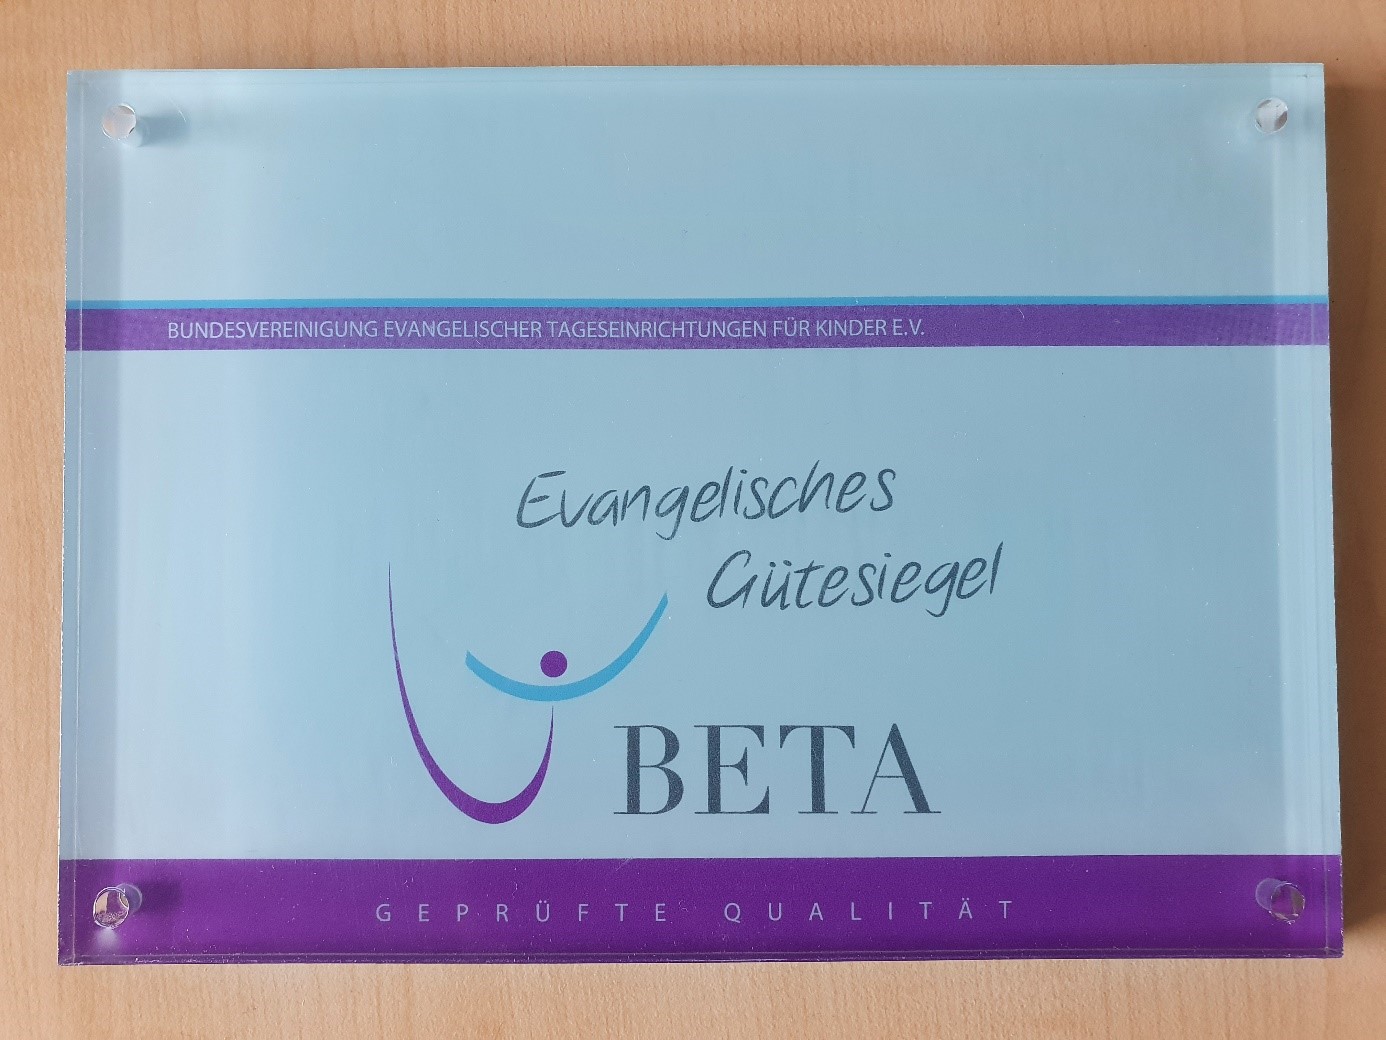 BUNDESVEREINIGUNG EVANGELISCHER TAGESEINRICHTUNGEN FÜR KINDER E.V.
Evangelisches
Gütesiegel
BETA
GEPRÜFTE QUALITÄT